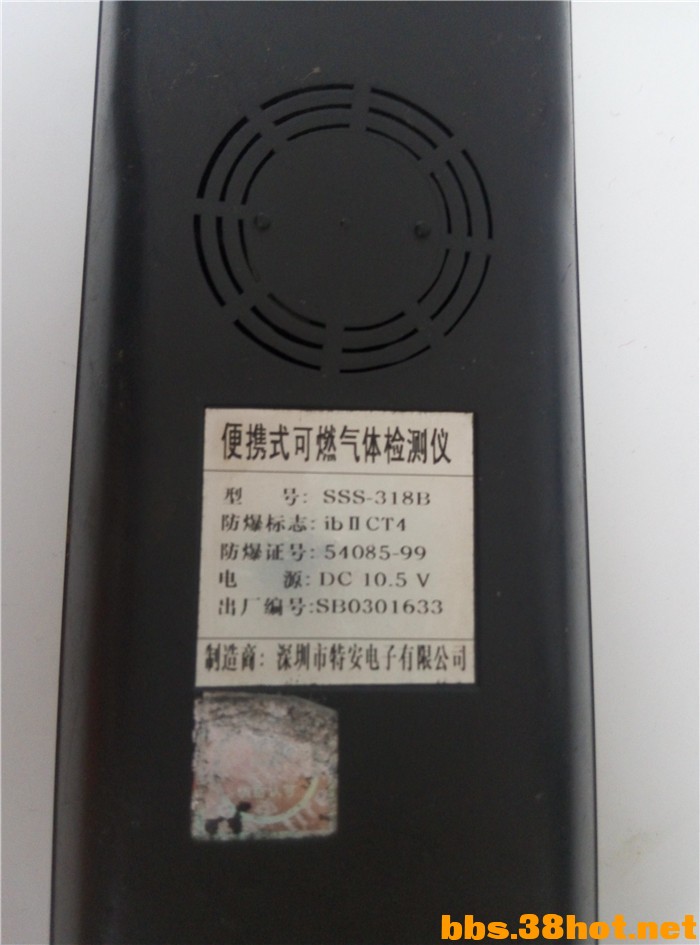 便携式可燃气体检测仪
型 号: SSS-318B
防爆标志: ibⅡCT4
防爆证号: 54085-99
电 源: DC 10.5 V
出厂编号:SB0301633
制造商: 深圳市特安电子有限公司
bbs.38hot.net